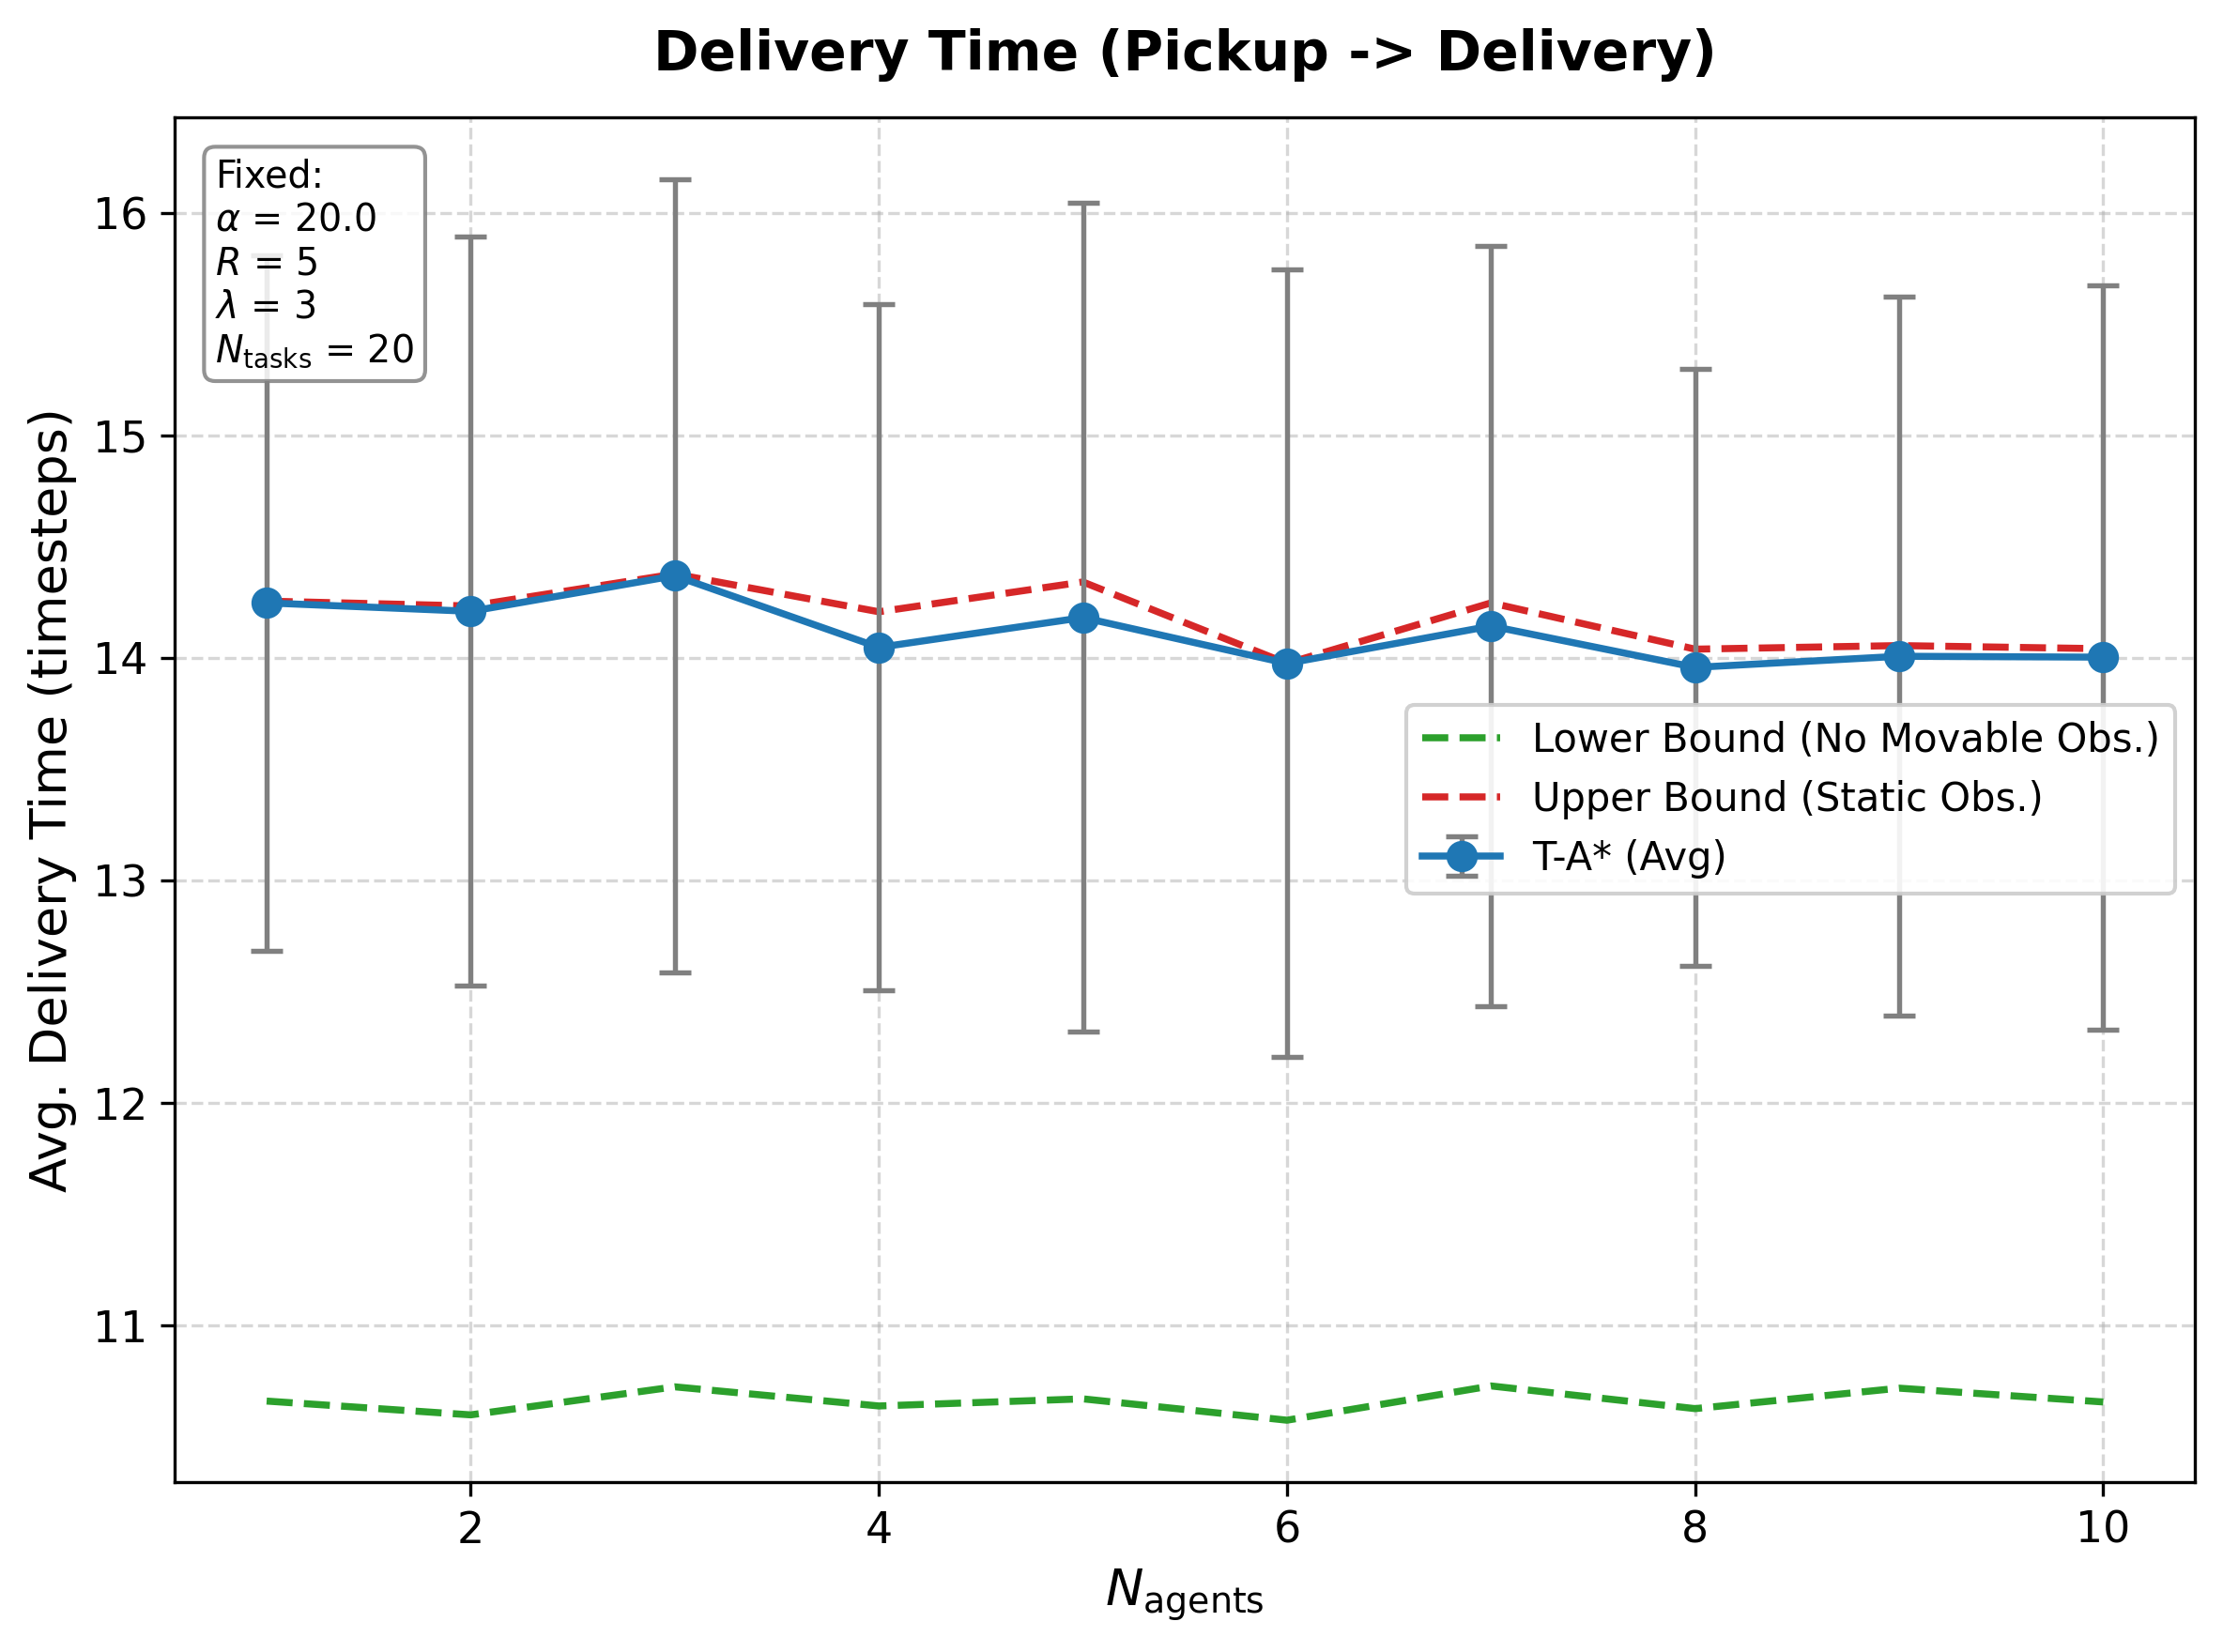 Delivery Time (Pickup -> Delivery)
Fixed:
α = 20.0
R = 5
λ = 3
N_tasks = 20
Avg. Delivery Time (timesteps)
16
15
14
13
12
11
Lower Bound (No Movable Obs.)
Upper Bound (Static Obs.)
T-A* (Avg)
2 4 6 8 10
N_agents